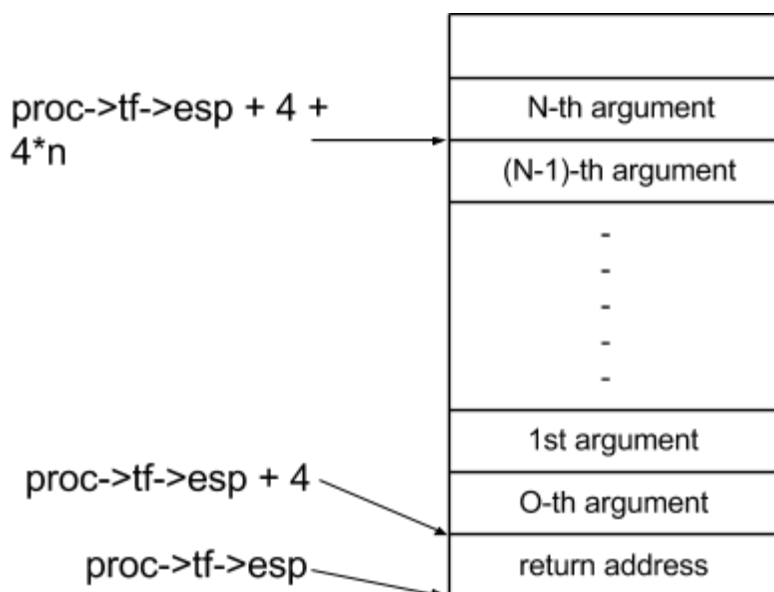 proc->tf->esp + 4 +
4*n
N-th argument
(N-1)-th argument
-
-
-
-
-
1st argument
proc->tf->esp + 4
O-th argument
proc->tf->esp
return address